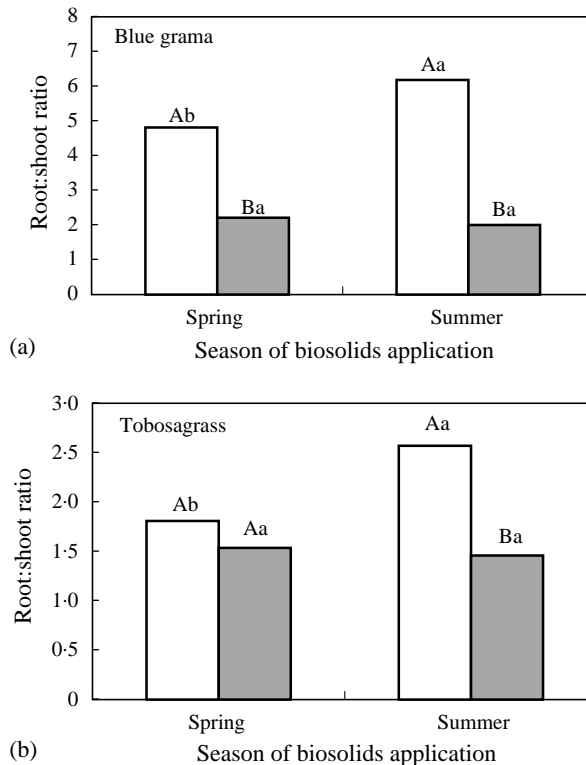 8
7
6
5
4
3
2
1
0
Root:shoot ratio
Blue grama
Ab
Ba
Aa
Ba
Spring
Summer
(a)
Season of biosolids application
3·0
2·5
2·0
1·5
1·0
0·5
0
Root:shoot ratio
Tobosagrass
Ab
Aa
Aa
Ba
Spring
Summer
(b)
Season of biosolids application